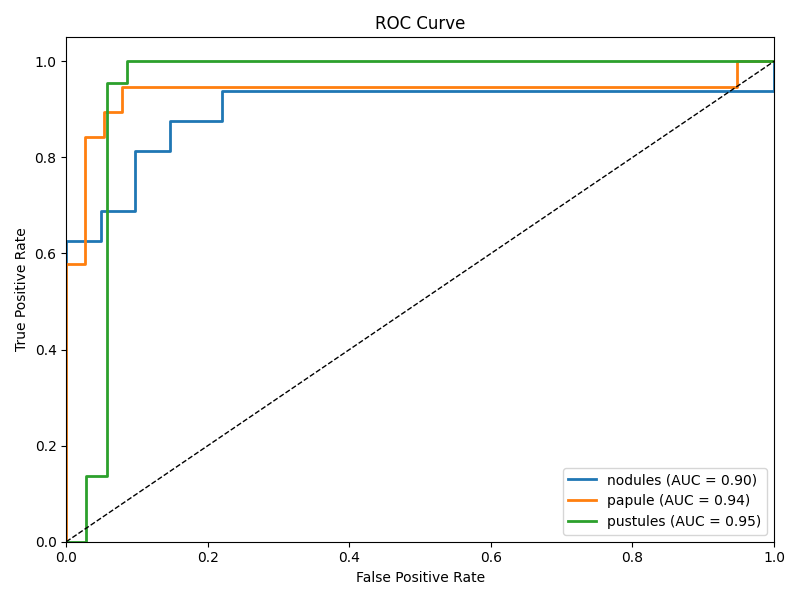 ROC Curve
True Positive Rate
1.0
0.8
0.6
0.4
0.2
0.0
nodules (AUC = 0.90)
papule (AUC = 0.94)
pustules (AUC = 0.95)
0.0 0.2 0.4 0.6 0.8 1.0
False Positive Rate